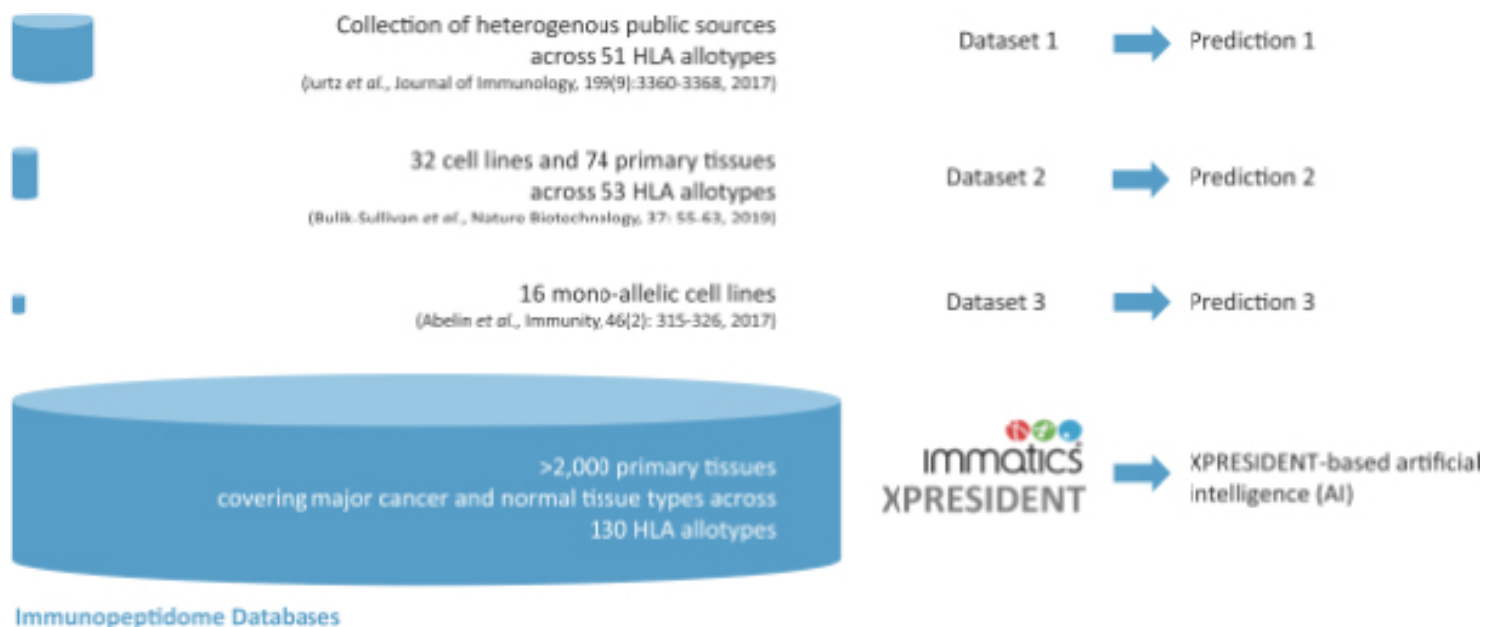 Collection of heterogenous public sources
across 51 HLA allotypes
(Jurtz et al., Journal of Immunology, 199(9):3360-3368, 2017)
Dataset 1
Prediction 1
32 cell lines and 74 primary tissues
across 53 HLA allotypes
(Bulik-Sullivan et al., Nature Biotechnology, 37: 55-63, 2019)
Dataset 2
Prediction 2
16 mono-allelic cell lines
(Abelin et al., Immunity, 46(2): 315-326, 2017)
Dataset 3
Prediction 3
>2,000 primary tissues
covering major cancer and normal tissue types across
130 HLA allotypes
immatics
XPRESIDENT
XPRESIDENT-based artificial
intelligence (AI)
Immunopeptidome Databases